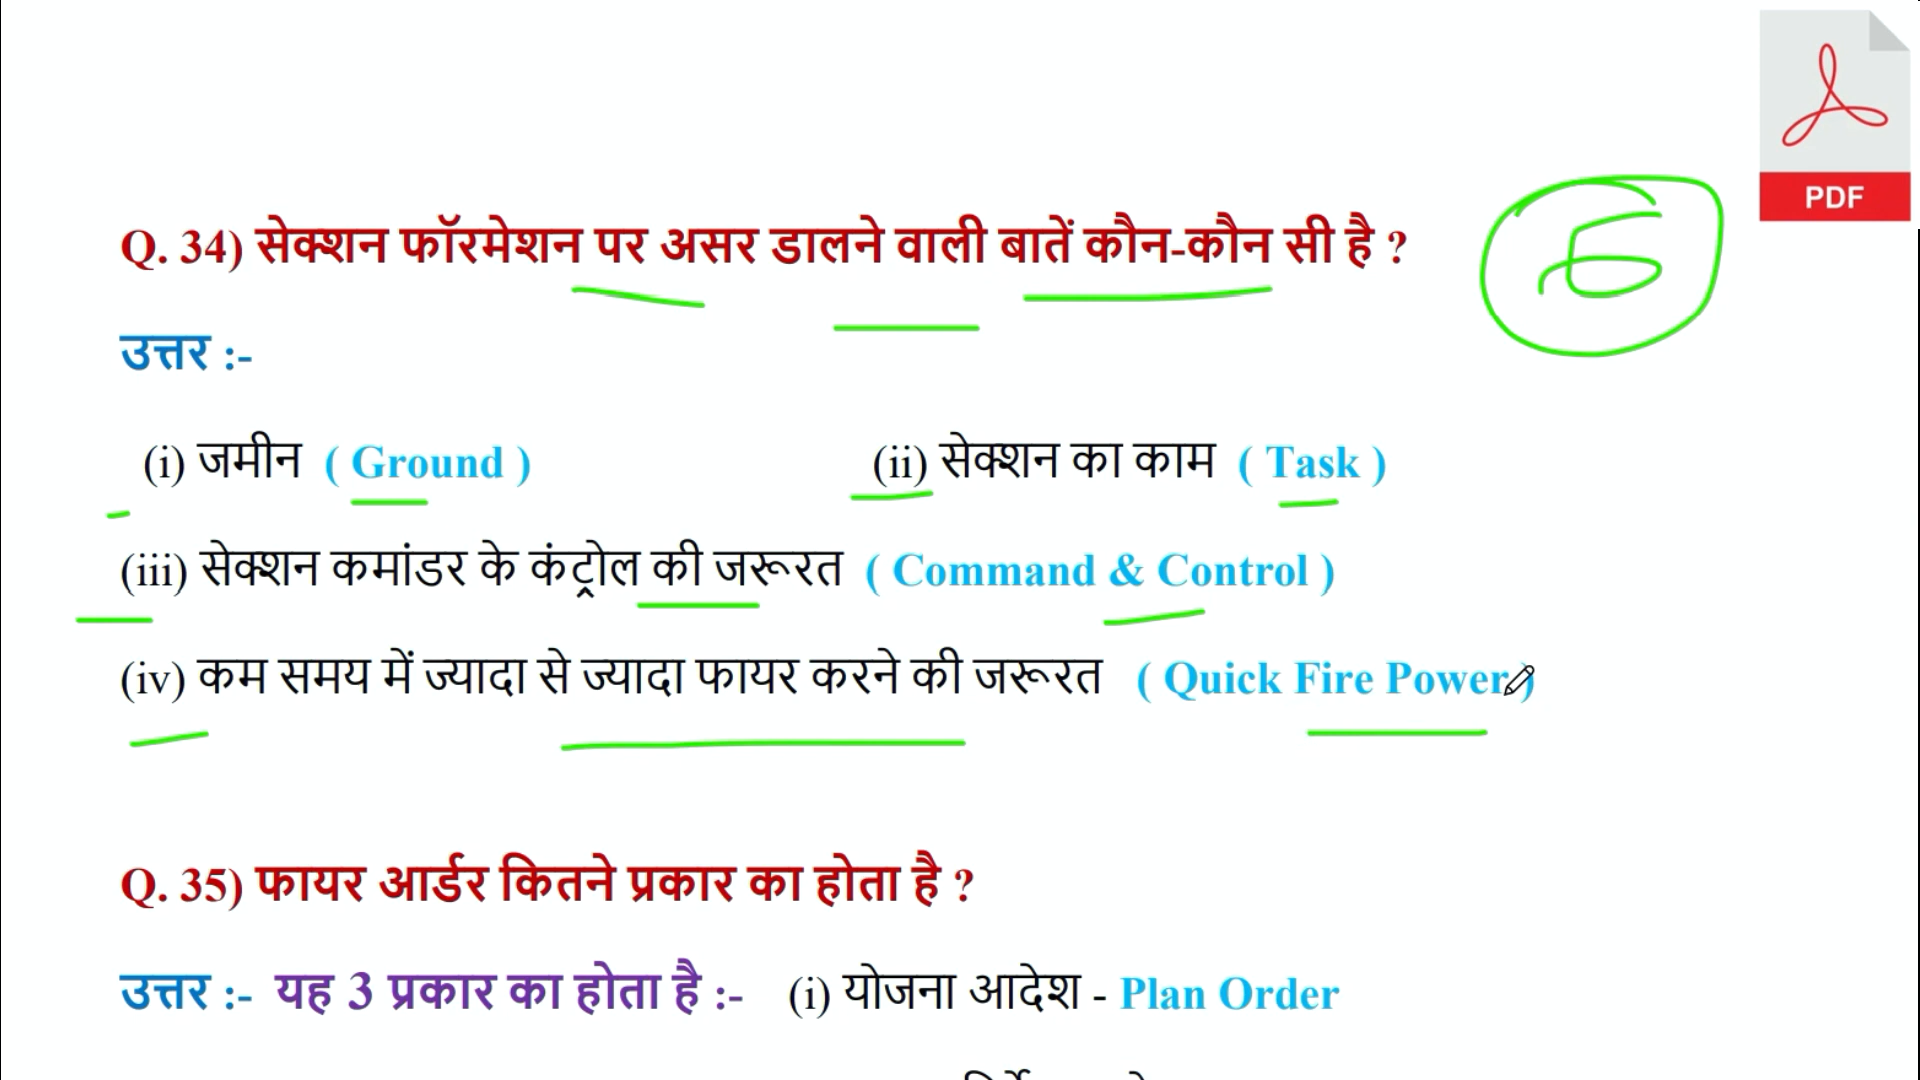 PDF
Q. 34) सेक्शन फॉरमेशन पर असर डालने वाली बातें कौन-कौन सी है ?
उत्तर :-
(i) जमीन ( Ground ) (ii) सेक्शन का काम ( Task )
(iii) सेक्शन कमांडर के कंट्रोल की जरूरत ( Command & Control )
(iv) कम समय में ज्यादा से ज्यादा फायर करने की जरूरत ( Quick Fire Power )
Q. 35) फायर आर्डर कितने प्रकार का होता है ?
उत्तर :- यह 3 प्रकार का होता है :- (i) योजना आदेश - Plan Order